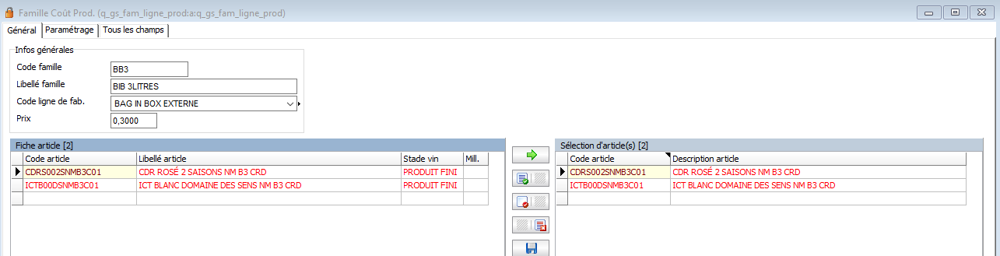 Famille Coût Prod. (q_gs_fam_ligne_prod:a:q_gs_fam_ligne_prod)
Général Paramétrage Tous les champs
Infos générales
Code famille BB3
Libellé famille BIB 3LITRES
Code ligne de fab. BAG IN BOX EXTERNE
Prix 0,3000
Fiche article [2] Sélection d'article(s) [2]
Code article Libellé article Stade vin Mill. Code article Description article
CDRS002SNMB3C01 CDR ROSÉ 2 SAISONS NM B3 CRD PRODUIT FINI CDRS002SNMB3C01 CDR ROSÉ 2 SAISONS NM B3 CRD
ICTB00DSNMB3C01 ICT BLANC DOMAINE DES SENS NM B3 CRD PRODUIT FINI ICTB00DSNMB3C01 ICT BLANC DOMAINE DES SENS NM B3 CRD